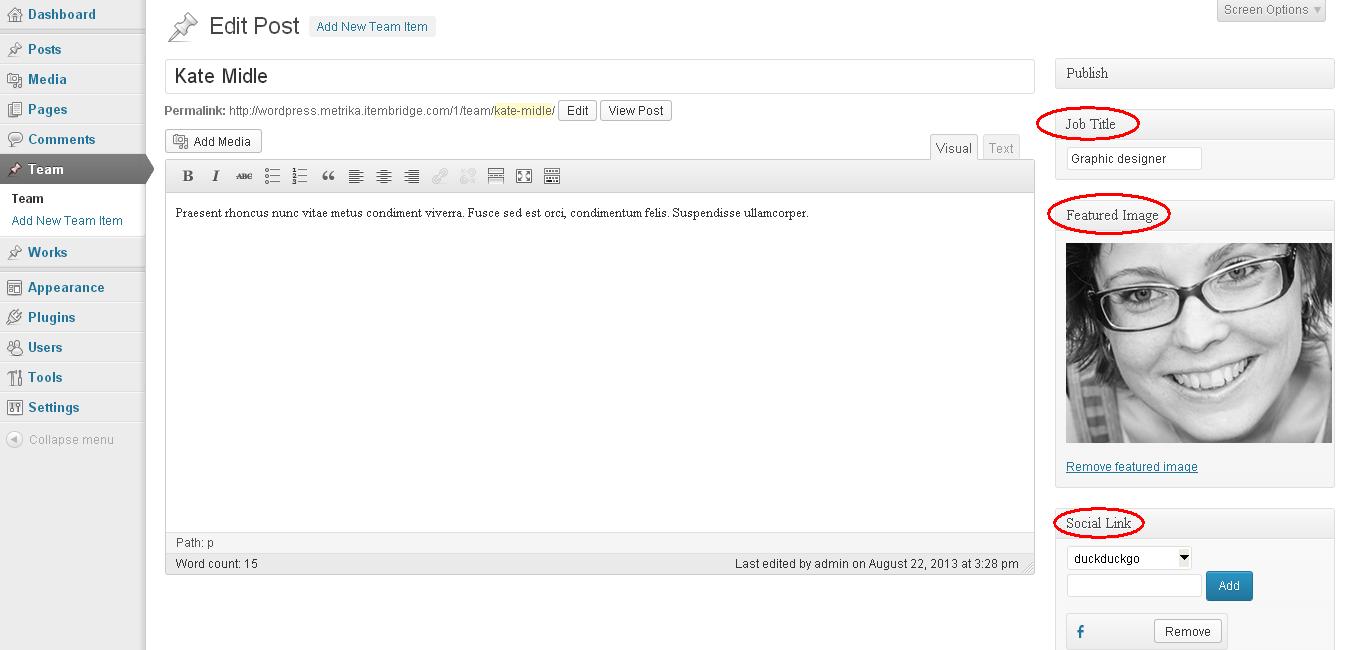 Dashboard
Posts
Media
Pages
Comments
Team
Team
Add New Team Item
Works
Appearance
Plugins
Users
Tools
Settings
Collapse menu
Screen Options
Edit Post Add New Team Item
Kate Midle
Permalink: http://wordpress.metrika.itembridge.com/1/team/kate-midle/ Edit View Post
Add Media
Visual Text
B I ABC
Praesent rhoncus nunc vitae metus condiment viverra. Fusce sed est orci, condimentum felis. Suspendisse ullamcorper.
Path: p
Word count: 15 Last edited by admin on August 22, 2013 at 3:28 pm
Publish
Job Title
Graphic designer
Featured Image
Remove featured image
Social Link
duckduckgo
Add
Remove